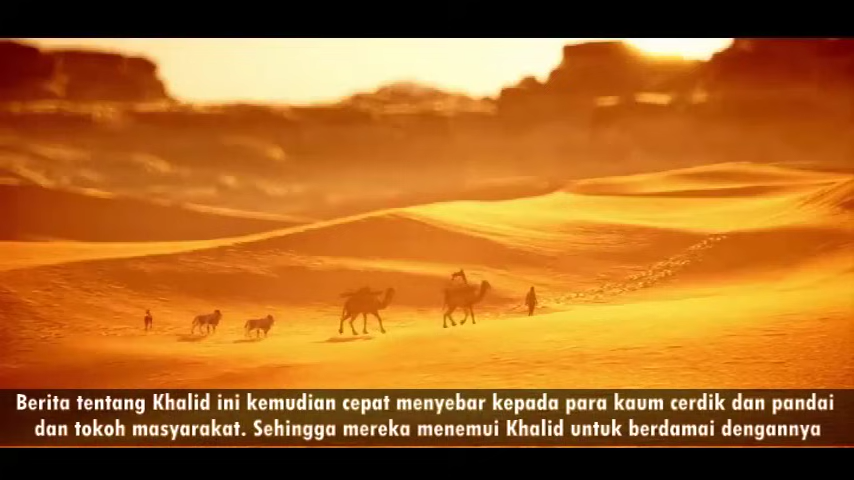 Berita tentang Khalid ini kemudian cepat menyebar kepada para kaum cerdik dan pandai
dan tokoh masyarakat. Sehingga mereka menemui Khalid untuk berdamai dengannya